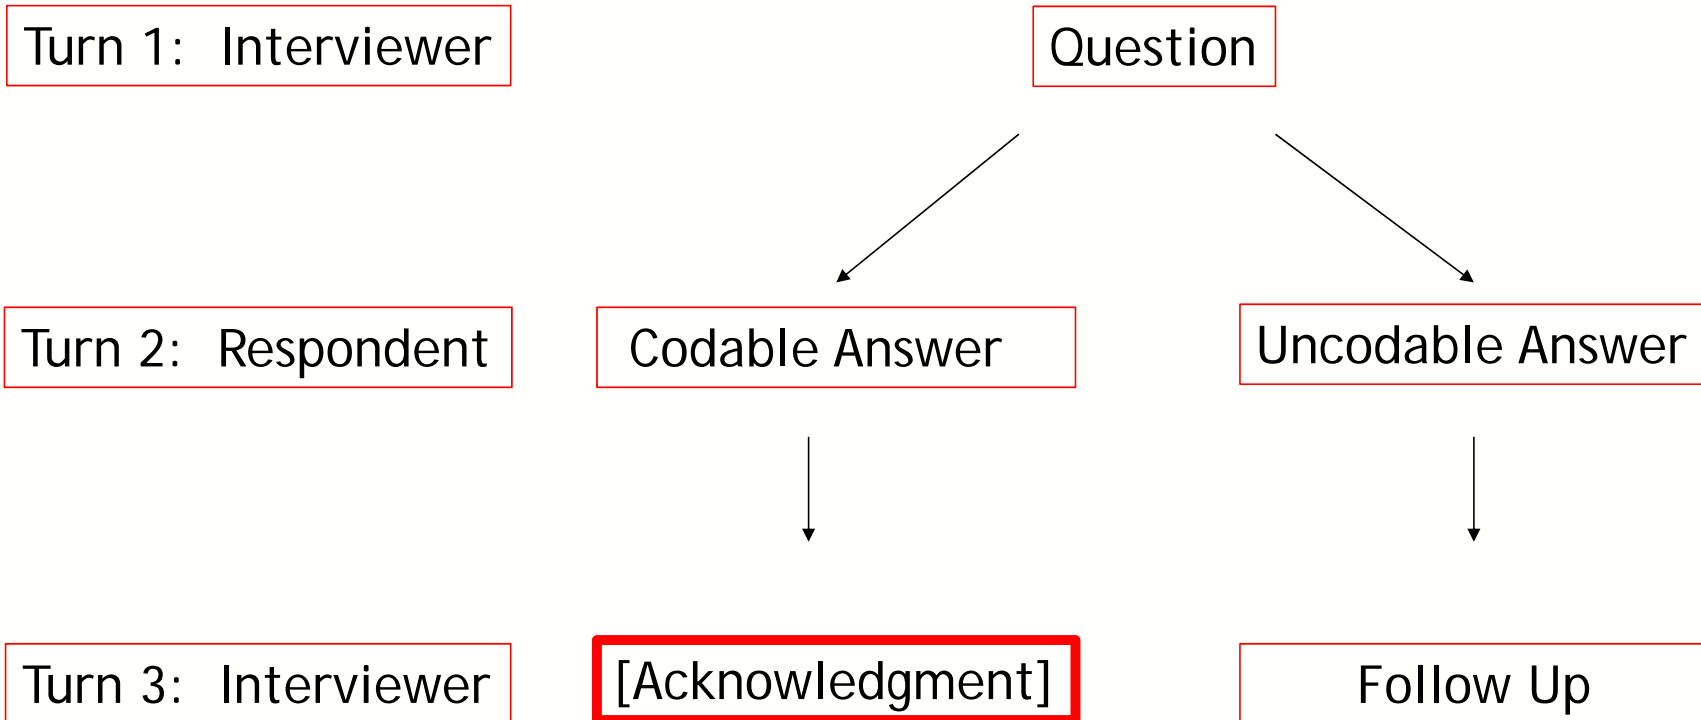 Turn 1: Interviewer
Question
Turn 2: Respondent
Codable Answer
Uncodable Answer
Turn 3: Interviewer
[Acknowledgment]
Follow Up